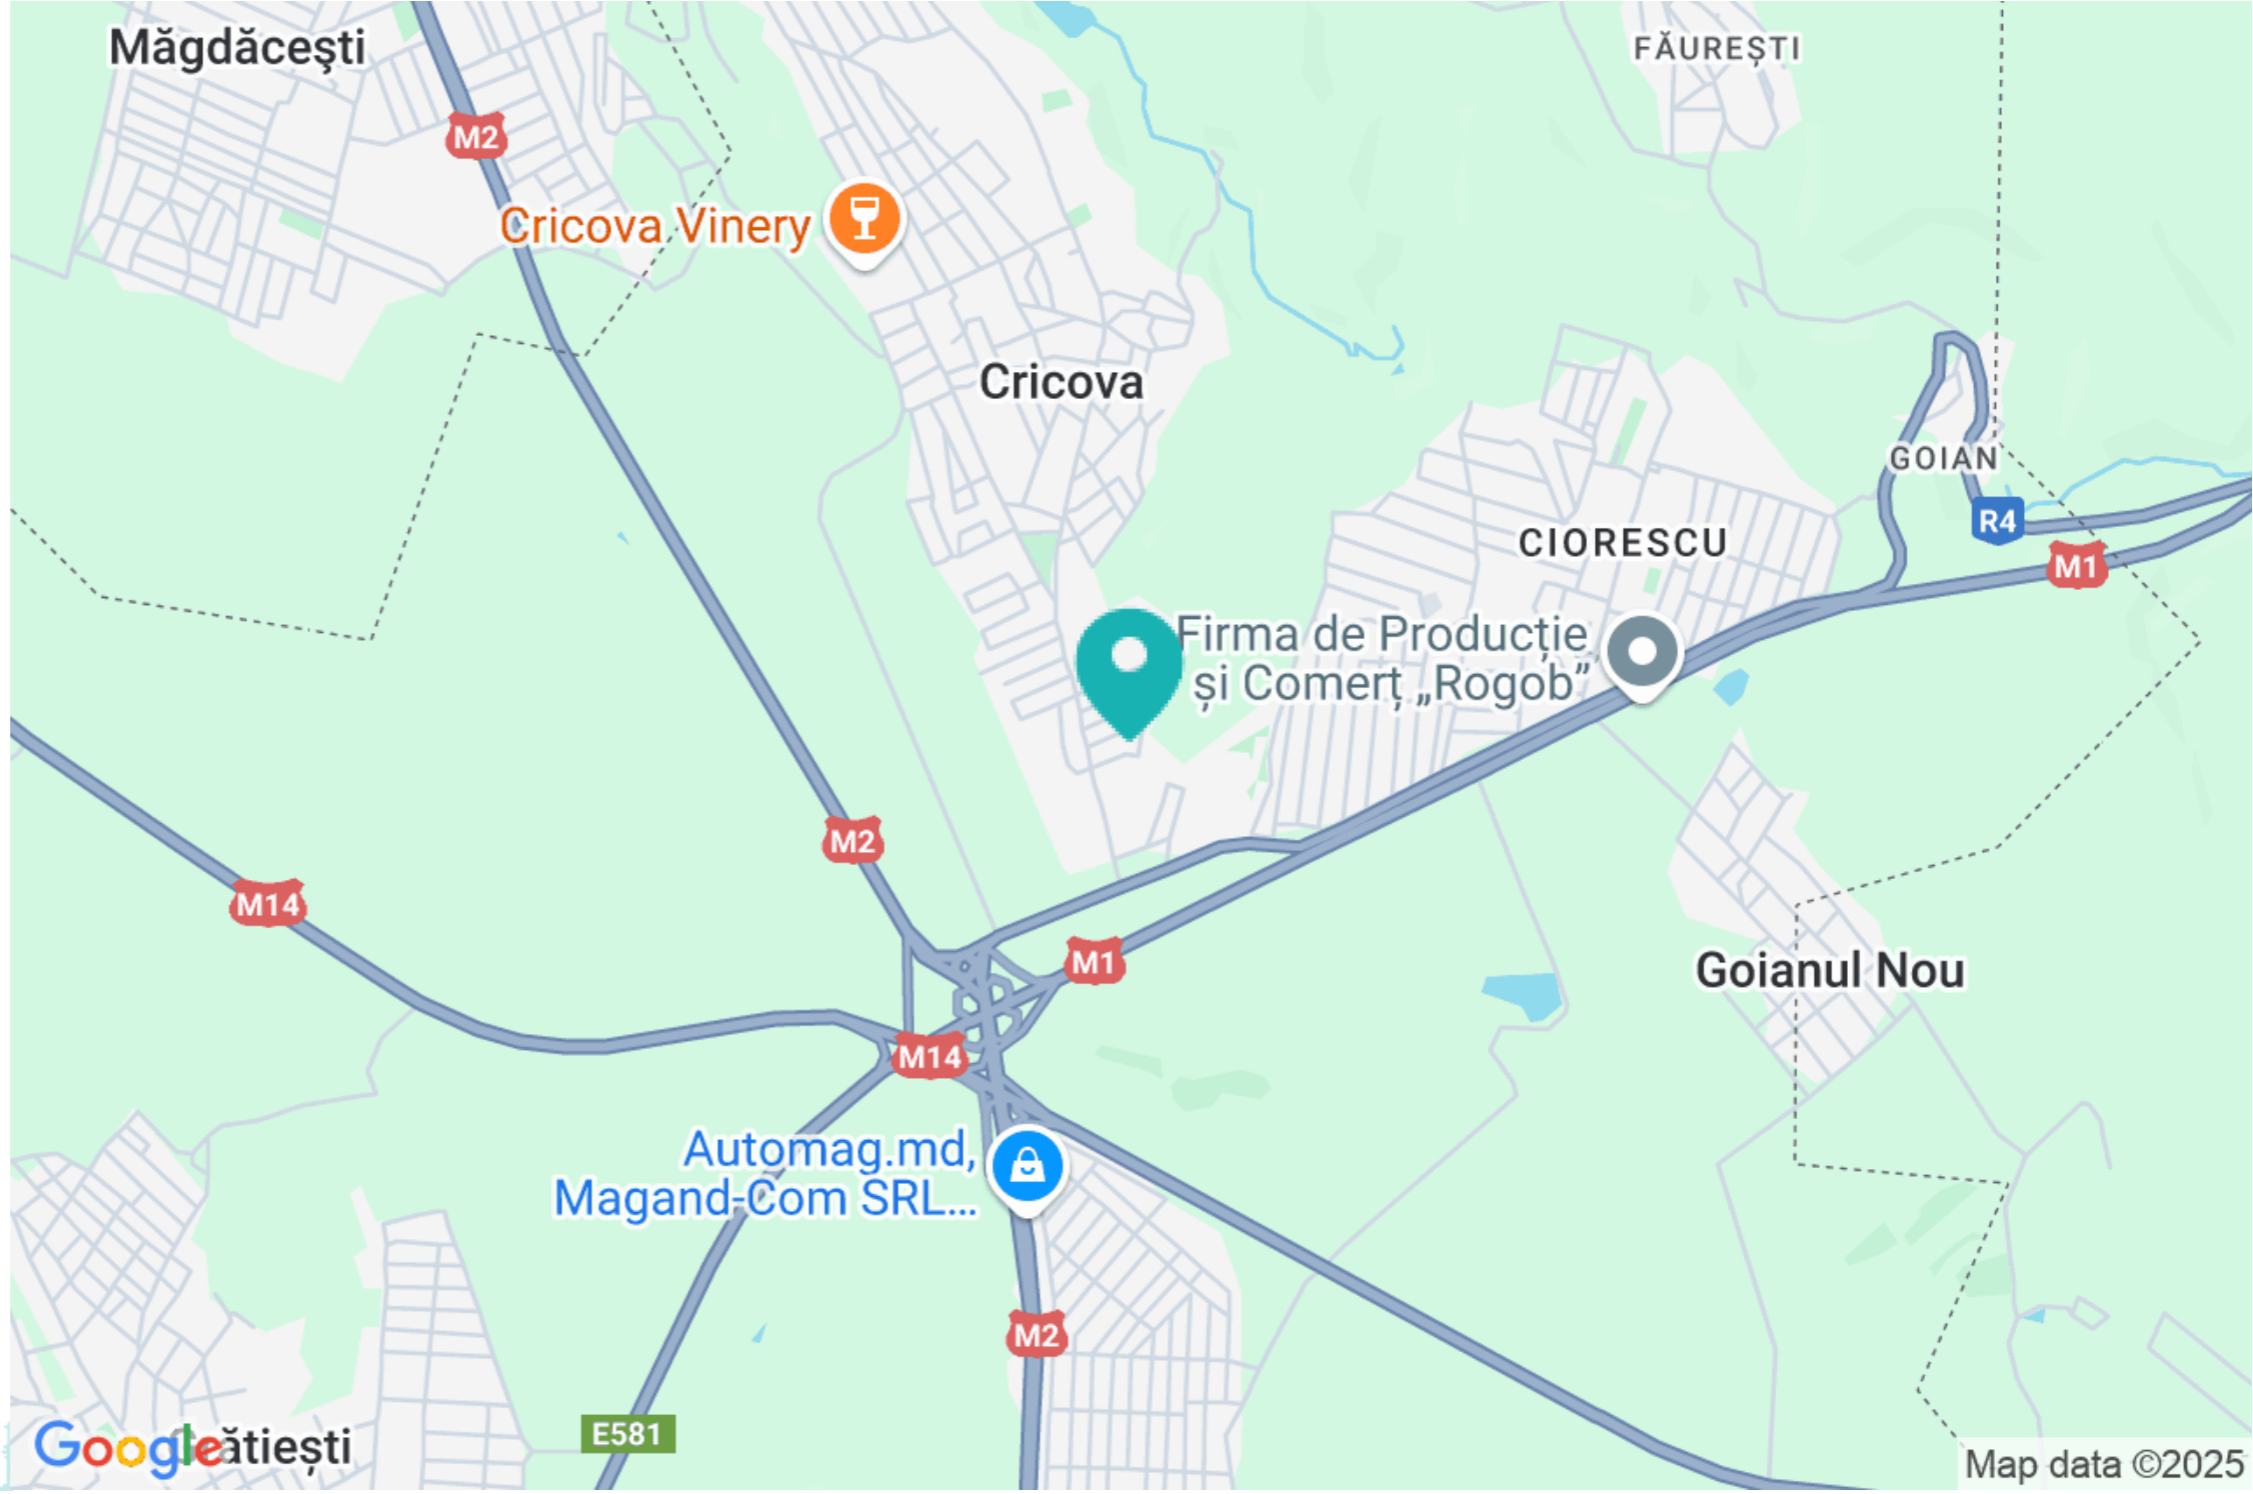 Măgdăcești
FĂUREȘTI
M2
Cricova Vinery
Cricova
GOIAN
R4
CIORESCU
M1
Firma de Producție
și Comerț „Rogob”
M2
M14
M1
Goianul Nou
M14
Automag.md,
Magand-Com SRL...
M2
E581
Google
ătiești
Map data ©2025